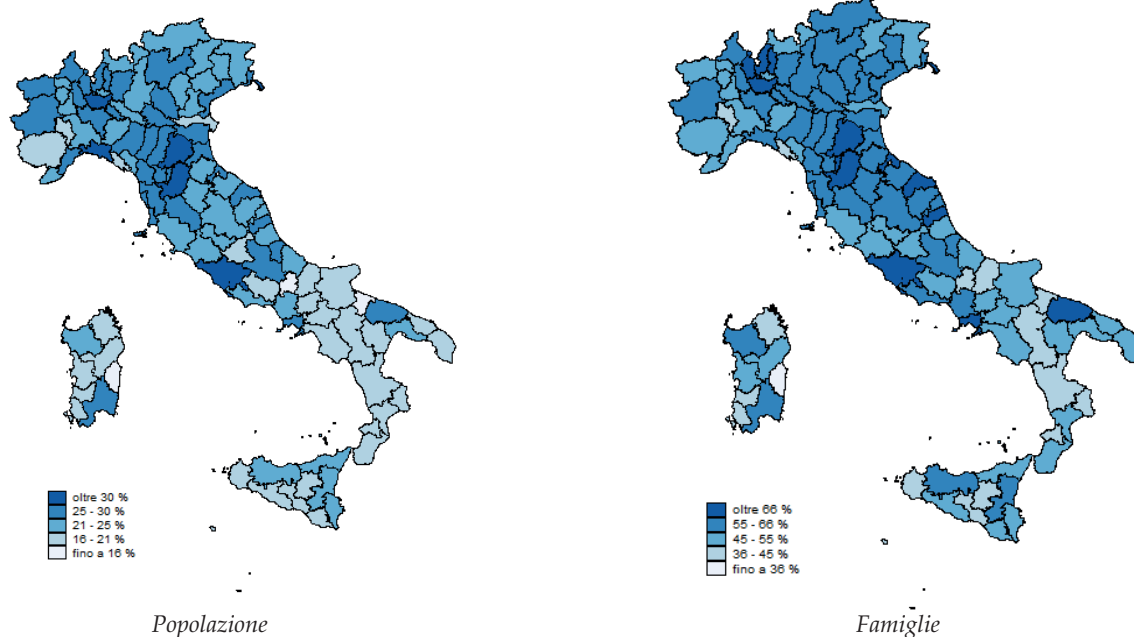 oltre 30 %
25 - 30 %
21 - 25 %
16 - 21 %
fino a 16 %
oltre 66 %
55 - 66 %
45 - 55 %
36 - 45 %
fino a 36 %
Popolazione
Famiglie